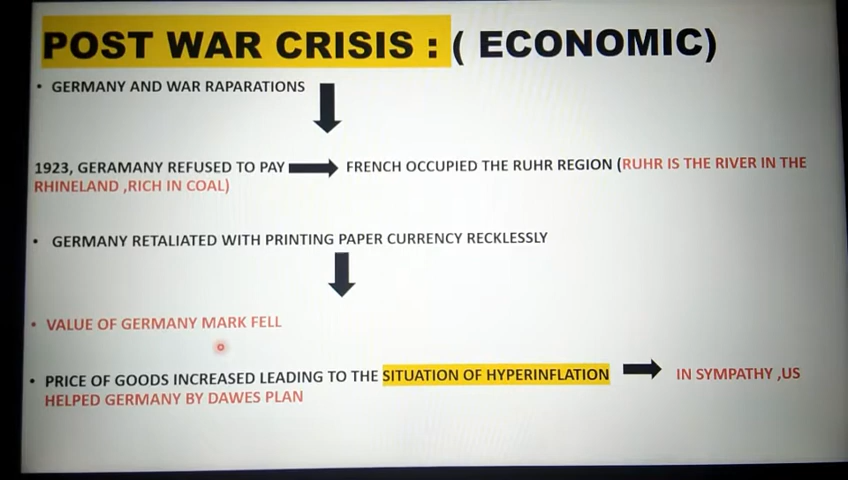 POST WAR CRISIS : ( ECONOMIC)
• GERMANY AND WAR RAPARATIONS
1923, GERAMANY REFUSED TO PAY FRENCH OCCUPIED THE RUHR REGION (RUHR IS THE RIVER IN THE
RHINELAND ,RICH IN COAL)
• GERMANY RETALIATED WITH PRINTING PAPER CURRENCY RECKLESSLY
• VALUE OF GERMANY MARK FELL
• PRICE OF GOODS INCREASED LEADING TO THE SITUATION OF HYPERINFLATION IN SYMPATHY ,US
HELPED GERMANY BY DAWES PLAN